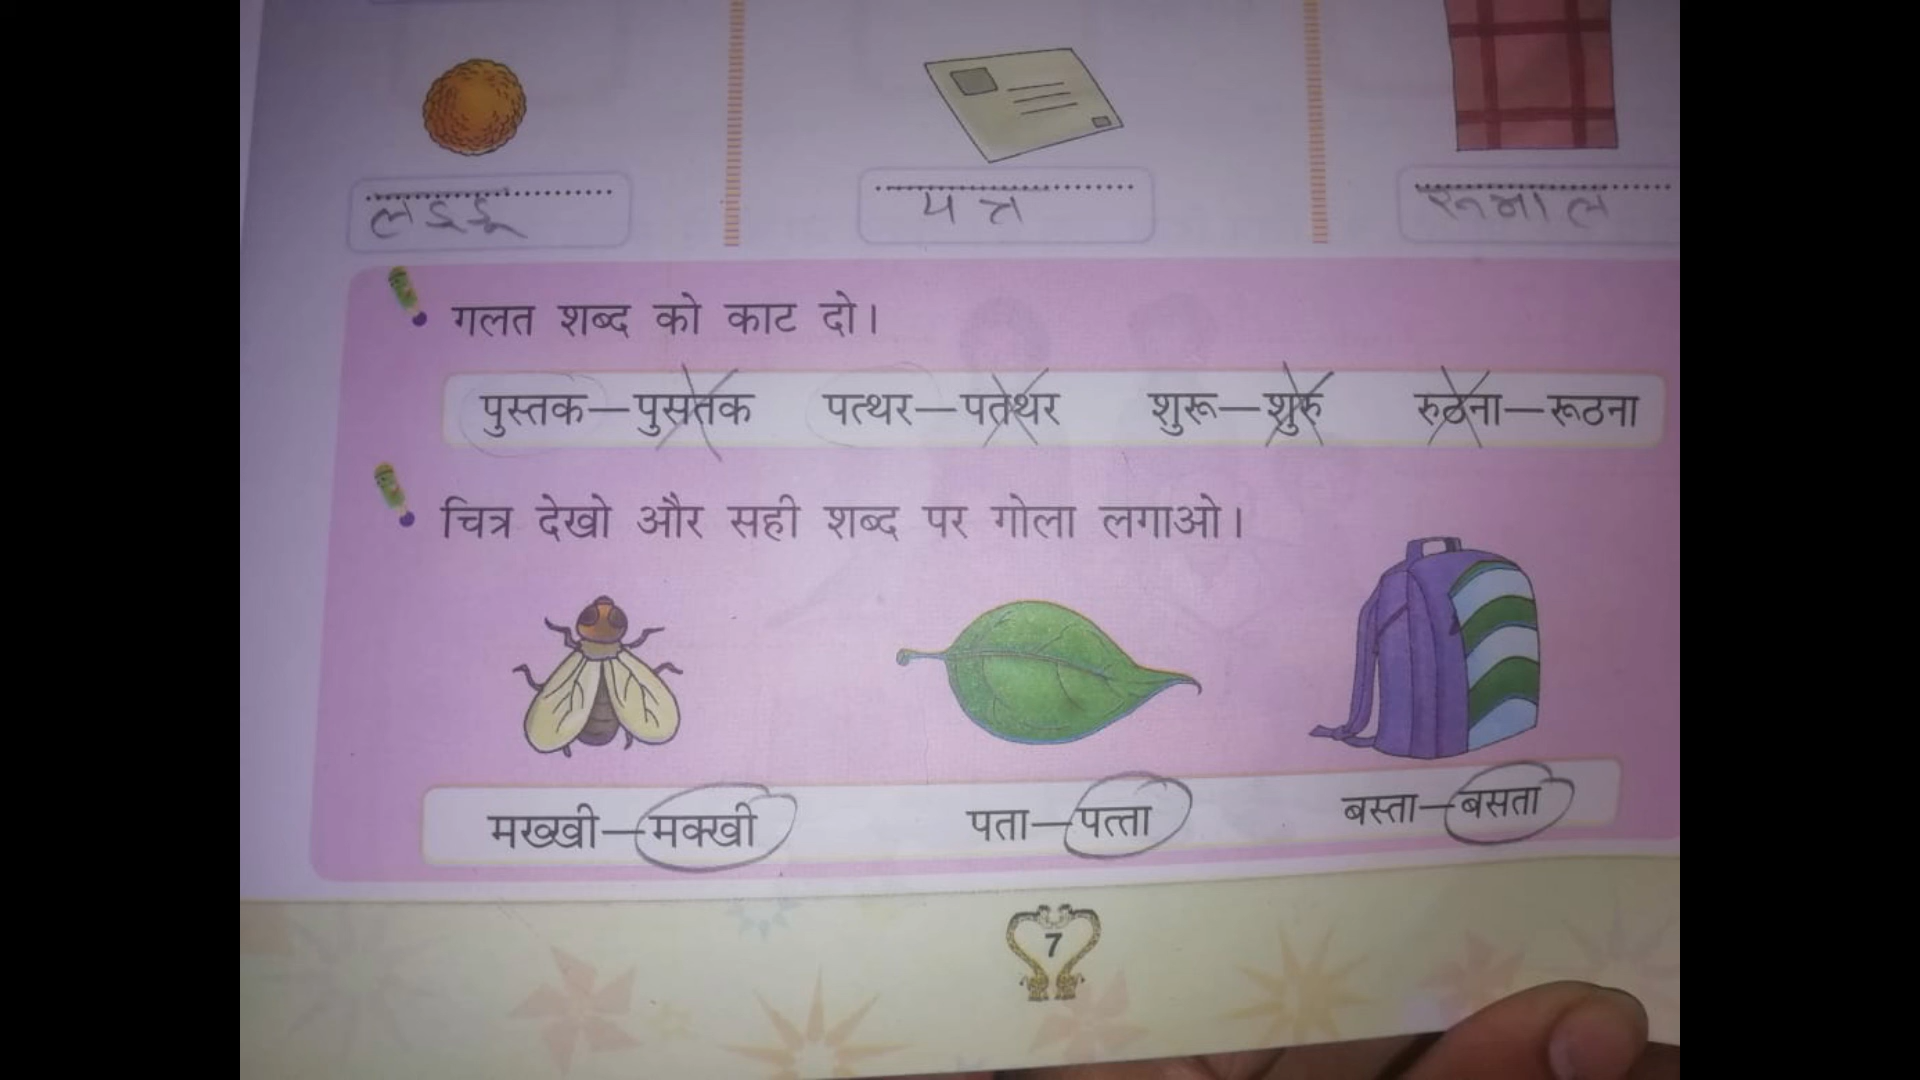 लड्डू पत्र रूमाल
गलत शब्द को काट दो।
पुस्तक—पुसतक पत्थर—पतथर शुरू—शुरु रुठना—रूठना
चित्र देखो और सही शब्द पर गोला लगाओ।
मख्खी—मक्खी पता—पत्ता बस्ता—बसता
7